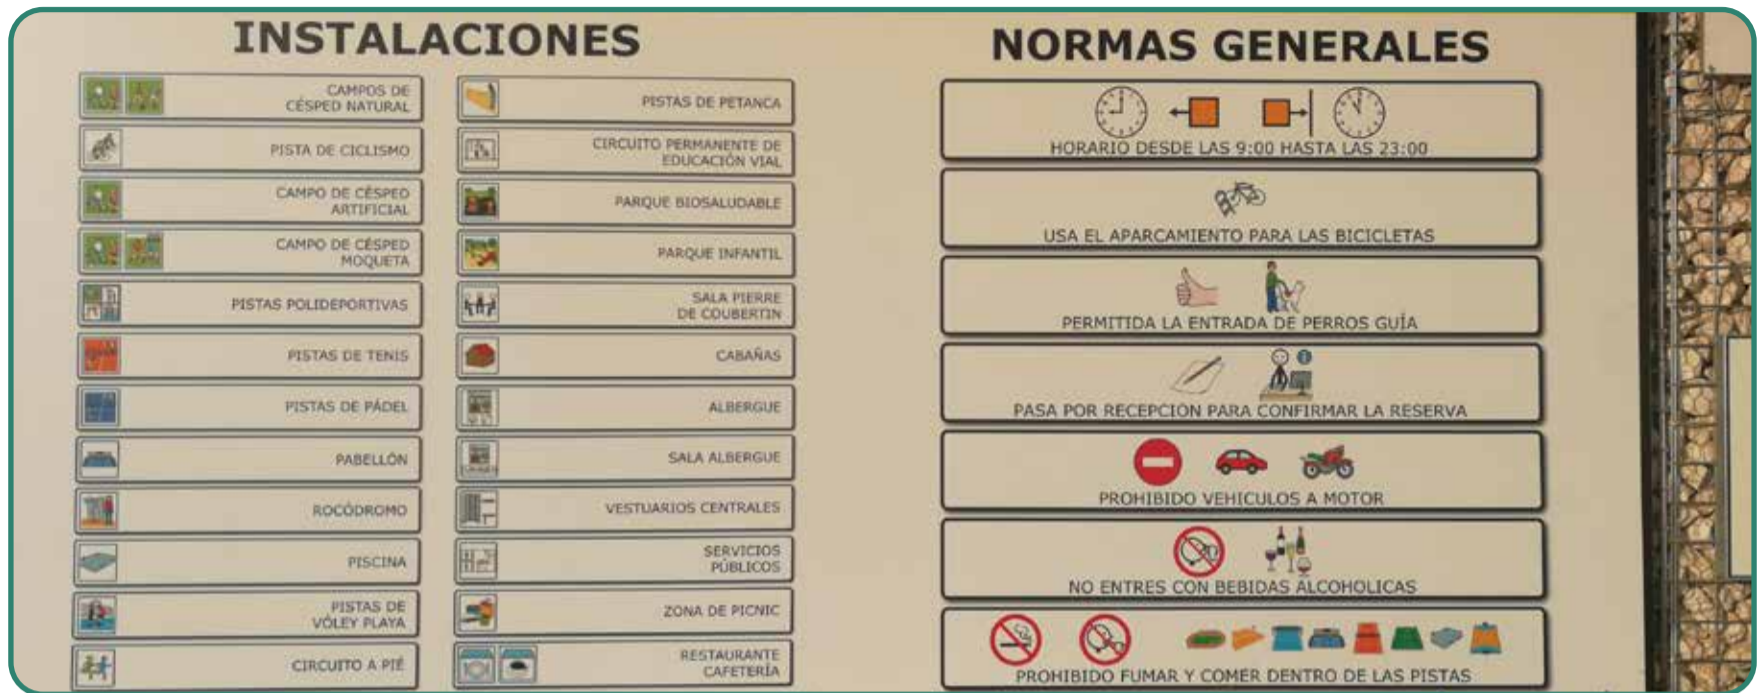 INSTALACIONES
CAMPOS DE
CÉSPED NATURAL
PISTA DE CICLISMO
CAMPO DE CÉSPED
ARTIFICIAL
CAMPO DE CÉSPED
MOQUETA
PISTAS POLIDEPORTIVAS
PISTAS DE TENIS
PISTAS DE PÁDEL
PABELLÓN
ROCÓDROMO
PISCINA
PISTAS DE
VÓLEY PLAYA
CIRCUITO A PIÉ
PISTAS DE PETANCA
CIRCUITO PERMANENTE DE
EDUCACIÓN VIAL
PARQUE BIOSALUDABLE
PARQUE INFANTIL
SALA PIERRE
DE COUBERTIN
CABAÑAS
ALBERGUE
SALA ALBERGUE
VESTUARIOS CENTRALES
SERVICIOS
PÚBLICOS
ZONA DE PICNIC
RESTAURANTE
CAFETERÍA
NORMAS GENERALES
HORARIO DESDE LAS 9:00 HASTA LAS 23:00
USA EL APARCAMIENTO PARA LAS BICICLETAS
PERMITIDA LA ENTRADA DE PERROS GUÍA
PASA POR RECEPCION PARA CONFIRMAR LA RESERVA
PROHIBIDO VEHICULOS A MOTOR
NO ENTRES CON BEBIDAS ALCOHOLICAS
PROHIBIDO FUMAR Y COMER DENTRO DE LAS PISTAS